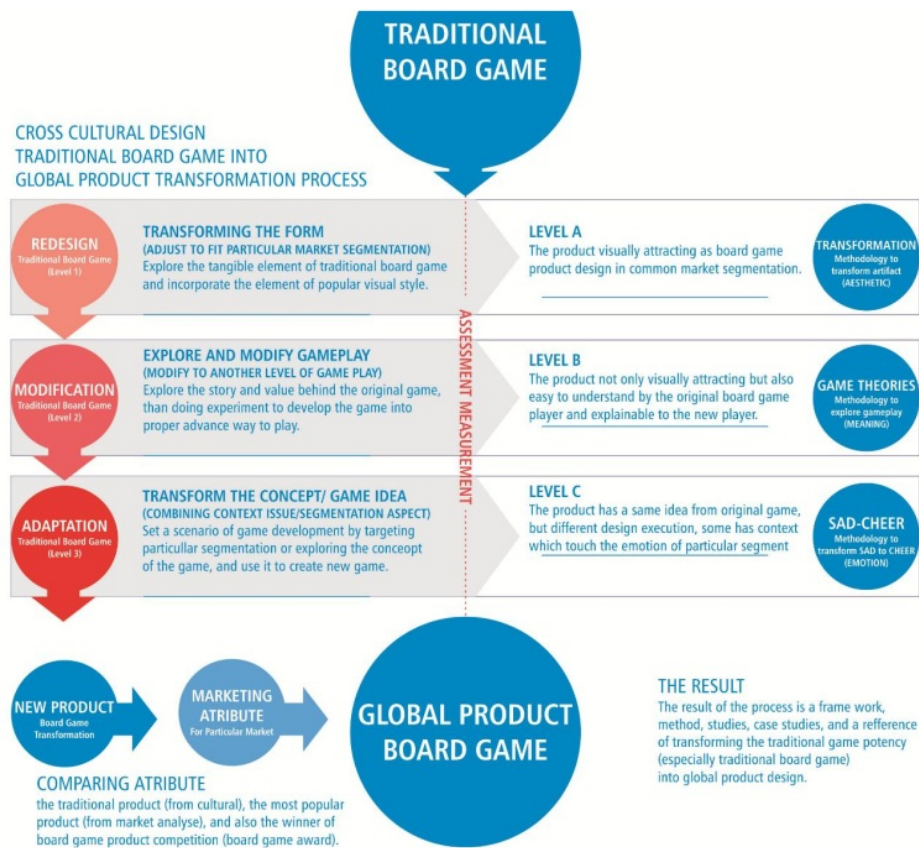 TRADITIONAL
BOARD GAME
CROSS CULTURAL DESIGN
TRADITIONAL BOARD GAME INTO
GLOBAL PRODUCT TRANSFORMATION PROCESS
REDESIGN
Traditional Board Game
(Level 1)
TRANSFORMING THE FORM
(ADJUST TO FIT PARTICULAR MARKET SEGMENTATION)
Explore the tangible element of traditional board game
and incorporate the element of popular visual style.
LEVEL A
The product visually attracting as board game
product design in common market segmentation.
TRANSFORMATION
Methodology to
transform artifact
(AESTHETIC)
ASSESSMENT MEASUREMENT
MODIFICATION
Traditional Board Game
(Level 2)
EXPLORE AND MODIFY GAMEPLAY
(MODIFY TO ANOTHER LEVEL OF GAME PLAY)
Explore the story and value behind the original game,
than doing experiment to develop the game into
proper advance way to play.
LEVEL B
The product not only visually attracting but also
easy to understand by the original board game
player and explainable to the new player.
GAME THEORIES
Methodology to
explore gameplay
(MEANING)
ADAPTATION
Traditional Board Game
(Level 3)
TRANSFORM THE CONCEPT/ GAME IDEA
(COMBINING CONTEXT ISSUE/SEGMENTATION ASPECT)
Set a scenario of game development by targeting
particullar segmentation or exploring the conceopt
of the game, and use it to create new game.
LEVEL C
The product has a same idea from original game,
but different design execution, some has context
which touch the emotion of particular segment
SAD-CHEER
Methodology to
transform SAD to CHEER
(EMOTION)
NEW PRODUCT
Board Game
Transformation
MARKETING
ATRIBUTE
For Particular Market
GLOBAL PRODUCT
BOARD GAME
THE RESULT
The result of the process is a frame work,
method, studies, case studies, and a refference
of transforming the traditional game potency
(especially traditional board game)
into global product design.
COMPARING ATRIBUTE
the traditional product (from cultural), the most popular
product (from market analyse), and also the winner of
board game product competition (board game award).